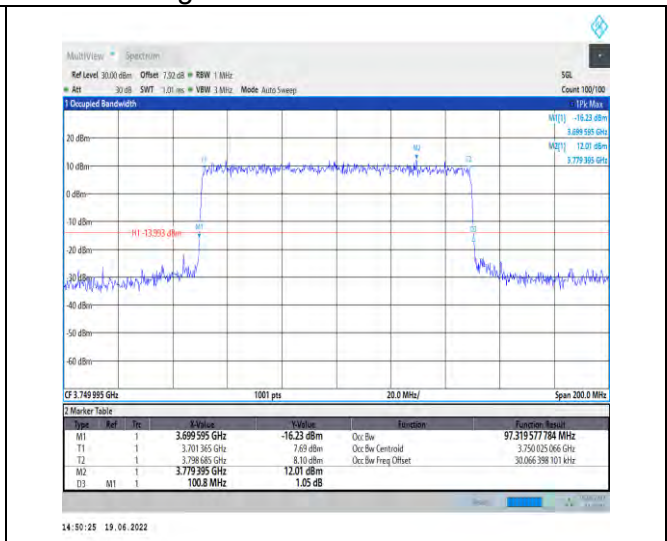 MultiView Spectrum
Ref Level 30.00 dBm Offset 7.92 dB RBW 1 MHz SGL
Att 30 dB SWT 1.01 ms VBW 3 MHz Mode Auto Sweep Count 100/100
1 Occupied Bandwidth 1Pk Max
M1[1] -16.23 dBm
3.699 595 GHz
M2[1] 12.01 dBm
3.779 395 GHz
20 dBm
M2
T1 T2
10 dBm
0 dBm
-10 dBm
M1 D3
H1 -13.993 dBm
-20 dBm
-30 dBm
-40 dBm
-50 dBm
-60 dBm
CF 3.749 995 GHz 1001 pts 20.0 MHz/ Span 200.0 MHz
2 Marker Table
Type Ref Trc X-Value Y-Value Function Function Result
M1 1 3.699 595 GHz -16.23 dBm Occ Bw 97.319 577 784 MHz
T1 1 3.701 365 GHz 7.69 dBm Occ Bw Centroid 3.750 025 066 GHz
T2 1 3.798 685 GHz 8.10 dBm Occ Bw Freq Offset 30.066 398 101 kHz
M2 1 3.779 395 GHz 12.01 dBm
D3 M1 1 100.8 MHz 1.05 dB
14:50:25 19.06.2022